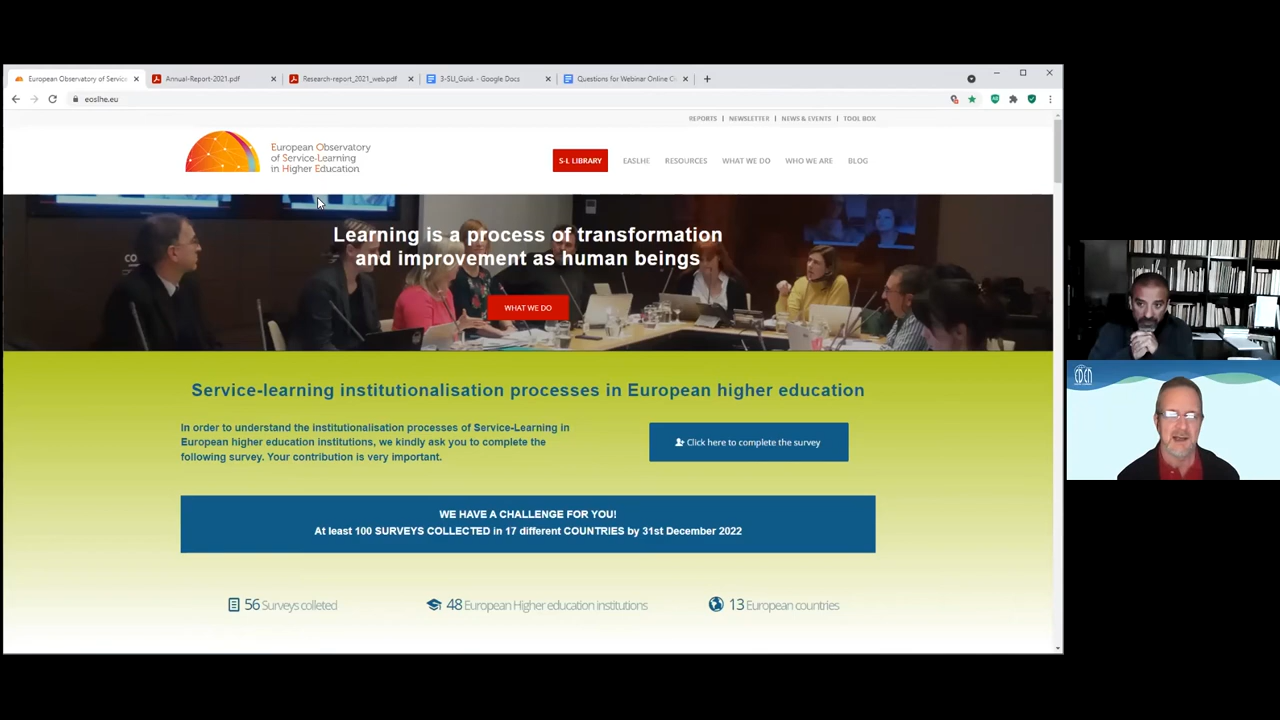 European Observatory of Service
Annual-Report-2021.pdf
Research-report_2021_web.pdf
3-SLI_Guid. - Google Docs
Questions for Webinar Online Ci
eoslhe.eu
REPORTS | NEWSLETTER | NEWS & EVENTS | TOOL BOX
European Observatory
of Service-Learning
in Higher Education
S-L LIBRARY
EASLHE
RESOURCES
WHAT WE DO
WHO WE ARE
BLOG
Learning is a process of transformation
and improvement as human beings
WHAT WE DO
Service-learning institutionalisation processes in European higher education
In order to understand the institutionalisation processes of Service-Learning in
European higher education institutions, we kindly ask you to complete the
following survey. Your contribution is very important.
Click here to complete the survey
WE HAVE A CHALLENGE FOR YOU!
At least 100 SURVEYS COLLECTED in 17 different COUNTRIES by 31st December 2022
56 Surveys colleted
48 European Higher education institutions
13 European countries
EDEN